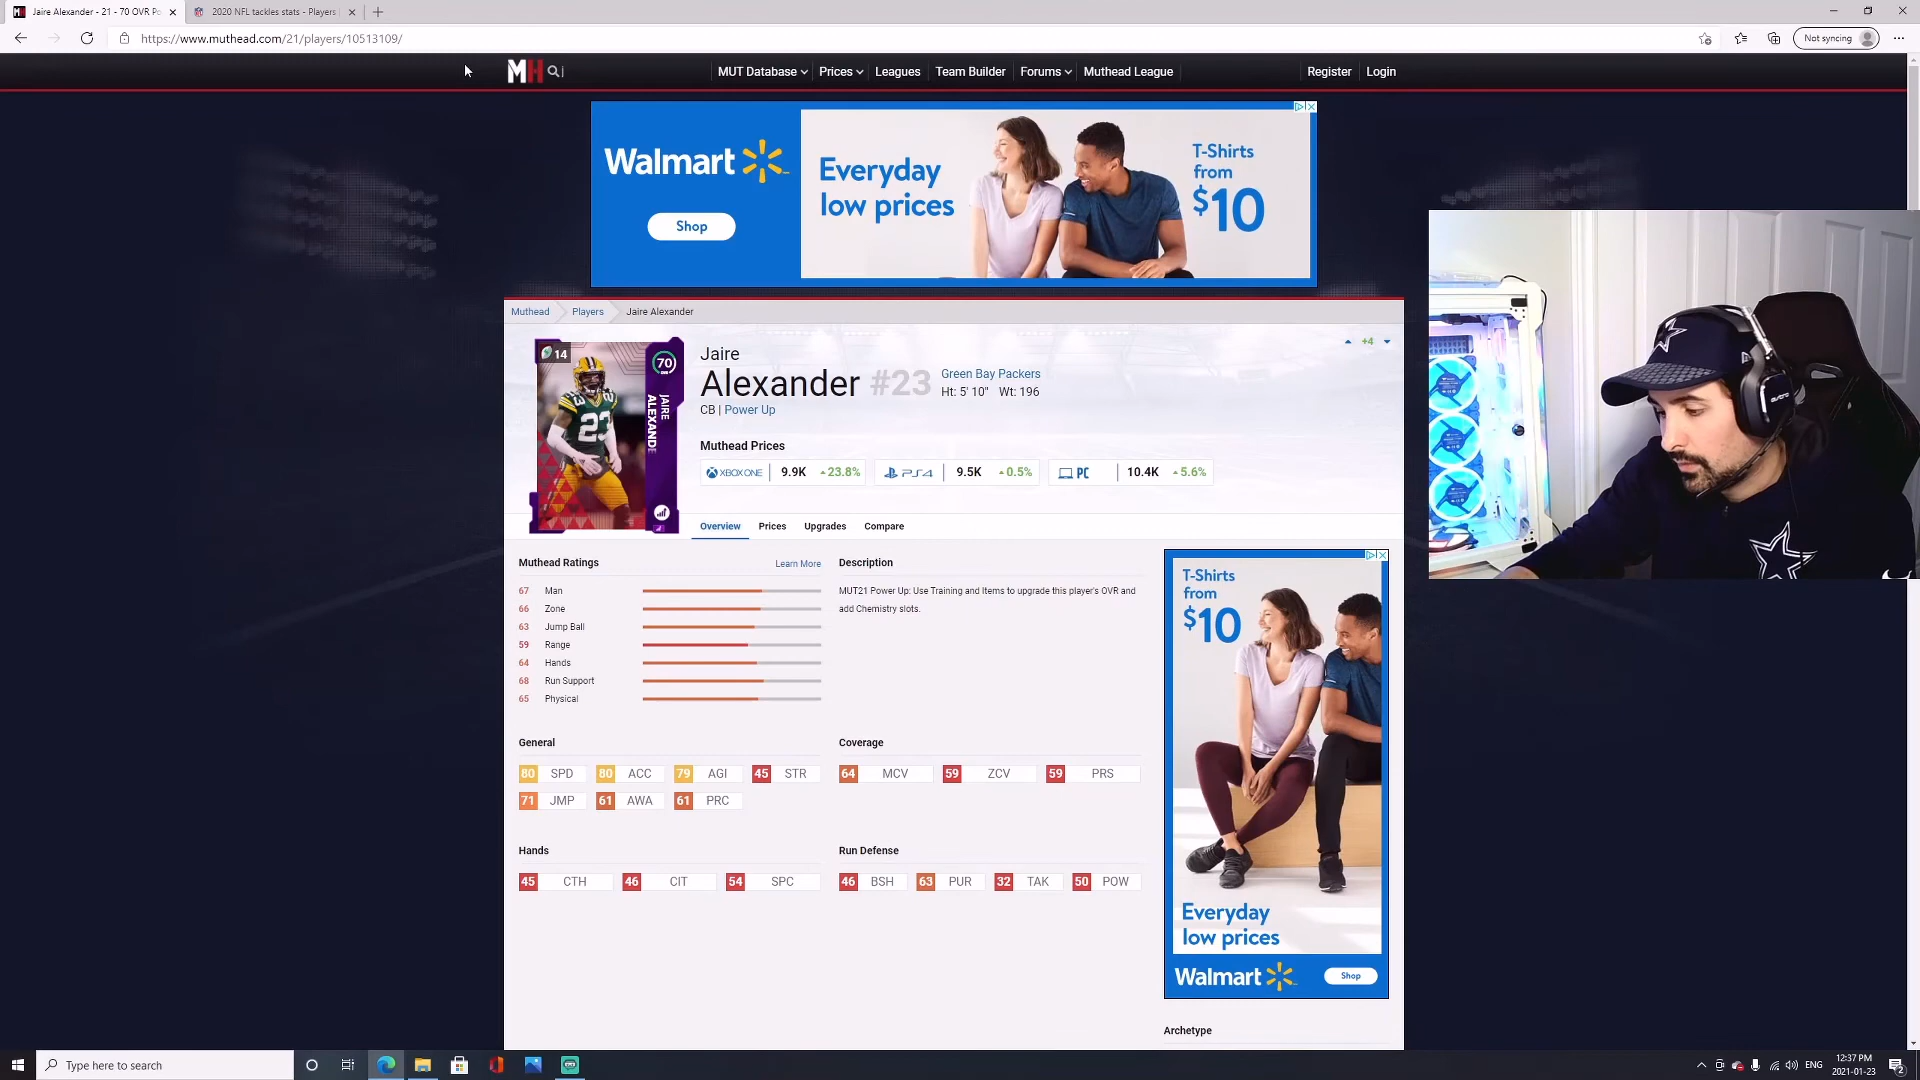 Jaire Alexander - 21 - 70 OVR Po
2020 NFL tackles stats - Players
https://www.muthead.com/21/players/10513109/
Not syncing
MH
MUT Database
Prices
Leagues
Team Builder
Forums
Muthead League
Register
Login
Walmart
Shop
Everyday
low prices
T-Shirts
from
$10
Muthead
Players
Jaire Alexander
14
70
OVR
JAIRE
ALEXANDE
23
Jaire
Alexander #23
Green Bay Packers
Ht: 5' 10" Wt: 196
CB | Power Up
+4
Muthead Prices
XBOX ONE 9.9K 23.8%
PS4 9.5K 0.5%
PC 10.4K 5.6%
Overview Prices Upgrades Compare
Muthead Ratings Learn More
67 Man
66 Zone
63 Jump Ball
59 Range
64 Hands
68 Run Support
65 Physical
Description
MUT21 Power Up: Use Training and Items to upgrade this player's OVR and
add Chemistry slots.
General
80 SPD 80 ACC 79 AGI 45 STR
71 JMP 61 AWA 61 PRC
Coverage
64 MCV 59 ZCV 59 PRS
Hands
45 CTH 46 CIT 54 SPC
Run Defense
46 BSH 63 PUR 32 TAK 50 POW
T-Shirts
from
$10
Everyday
low prices
Walmart
Shop
Archetype
Type here to search
ENG
12:37 PM
2021-01-23
2